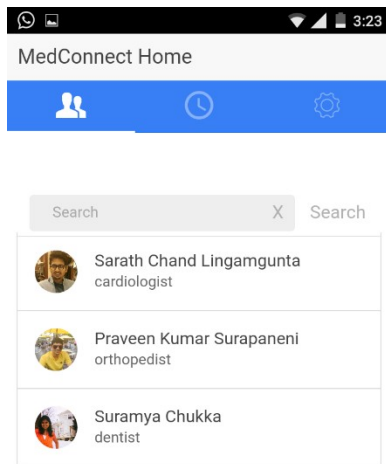 3:23
MedConnect Home
Search X Search
Sarath Chand Lingamgunta
cardiologist
Praveen Kumar Surapaneni
orthopedist
Suramya Chukka
dentist